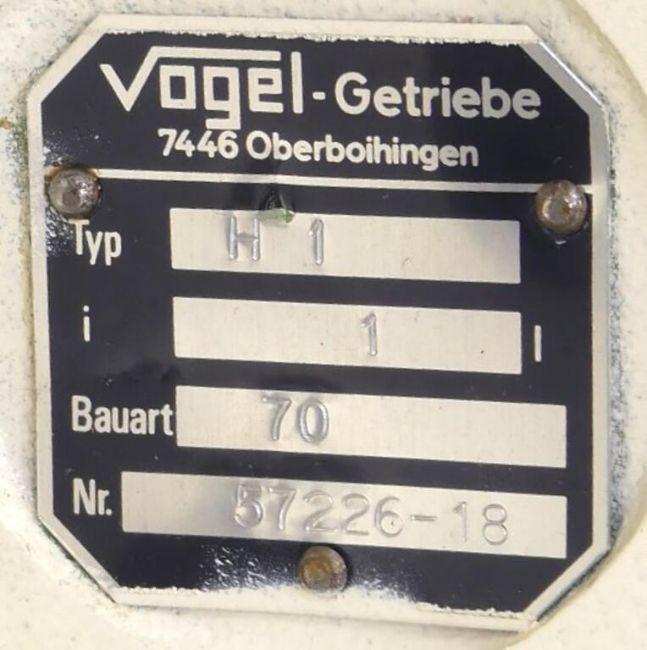 Vogel-Getriebe
7446 Oberboihingen
Typ H 1
i 1 I
Bauart 70
Nr. 57226-18